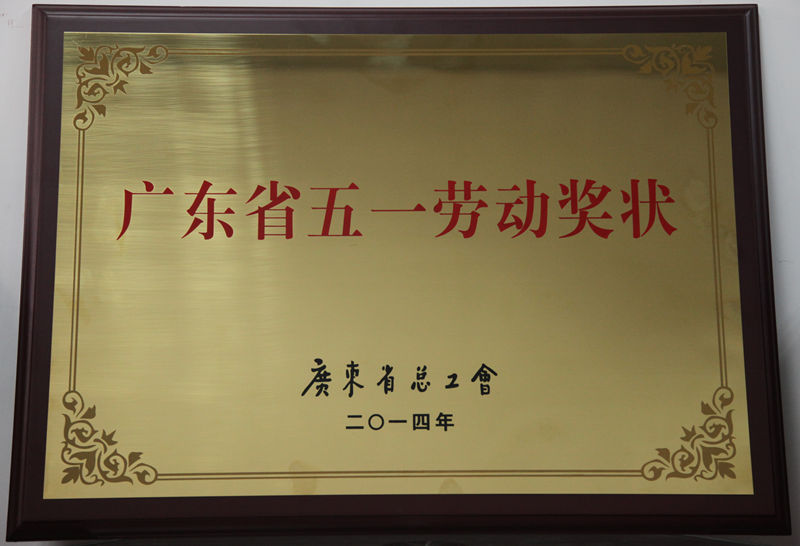 广东省五一劳动奖状
廣東省总工會
二〇一四年